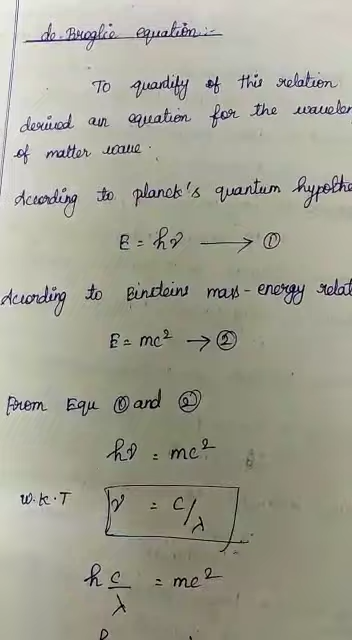 de-Broglie equation:-
To quantify of this relation
derived an equation for the wavelen
of matter wave.
According to planck's quantum hypothe
E = hν → ①
According to Einsteins mass-energy relat
E = mc² → ②
From Equ ① and ②
hν = mc²
W.K.T ν = c/λ
h c/λ = mc²